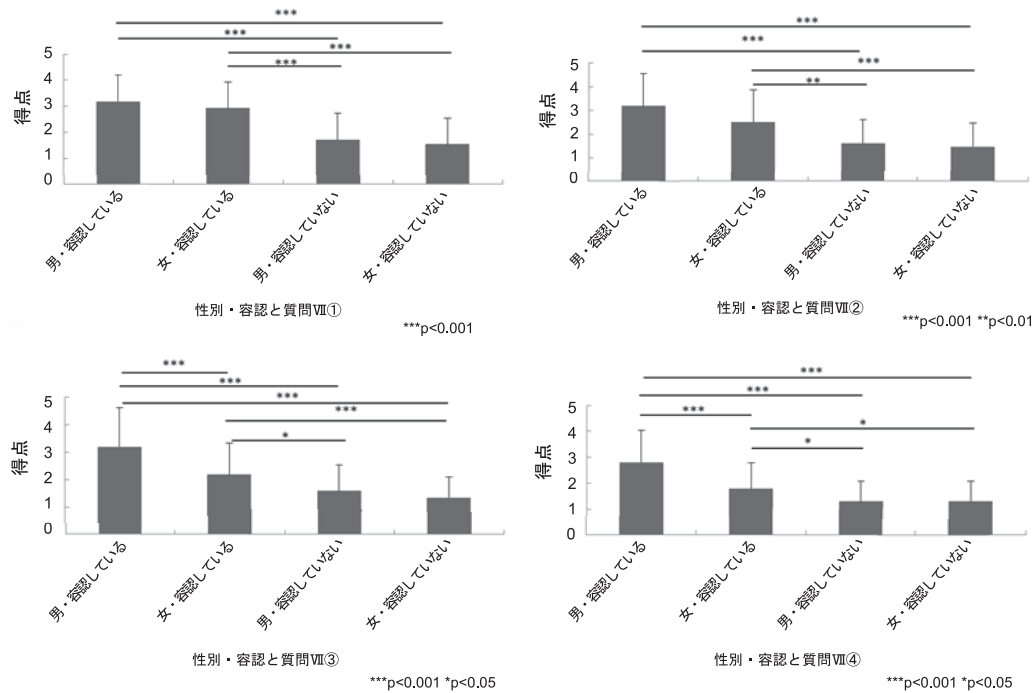 ***
***
***
***
5
4
3
2
1
0
得点
男・容認している
女・容認している
男・容認していない
女・容認していない
性別・容認と質問Ⅶ①
***p<0.001
***
***
***
**
5
4
3
2
1
0
得点
男・容認している
女・容認している
男・容認していない
女・容認していない
性別・容認と質問Ⅶ②
***p<0.001 **p<0.01
***
***
***
***
*
5
4
3
2
1
0
得点
男・容認している
女・容認している
男・容認していない
女・容認していない
性別・容認と質問Ⅶ③
***p<0.001 *p<0.05
***
***
***
*
*
5
4
3
2
1
0
得点
男・容認している
女・容認している
男・容認していない
女・容認していない
性別・容認と質問Ⅶ④
***p<0.001 *p<0.05